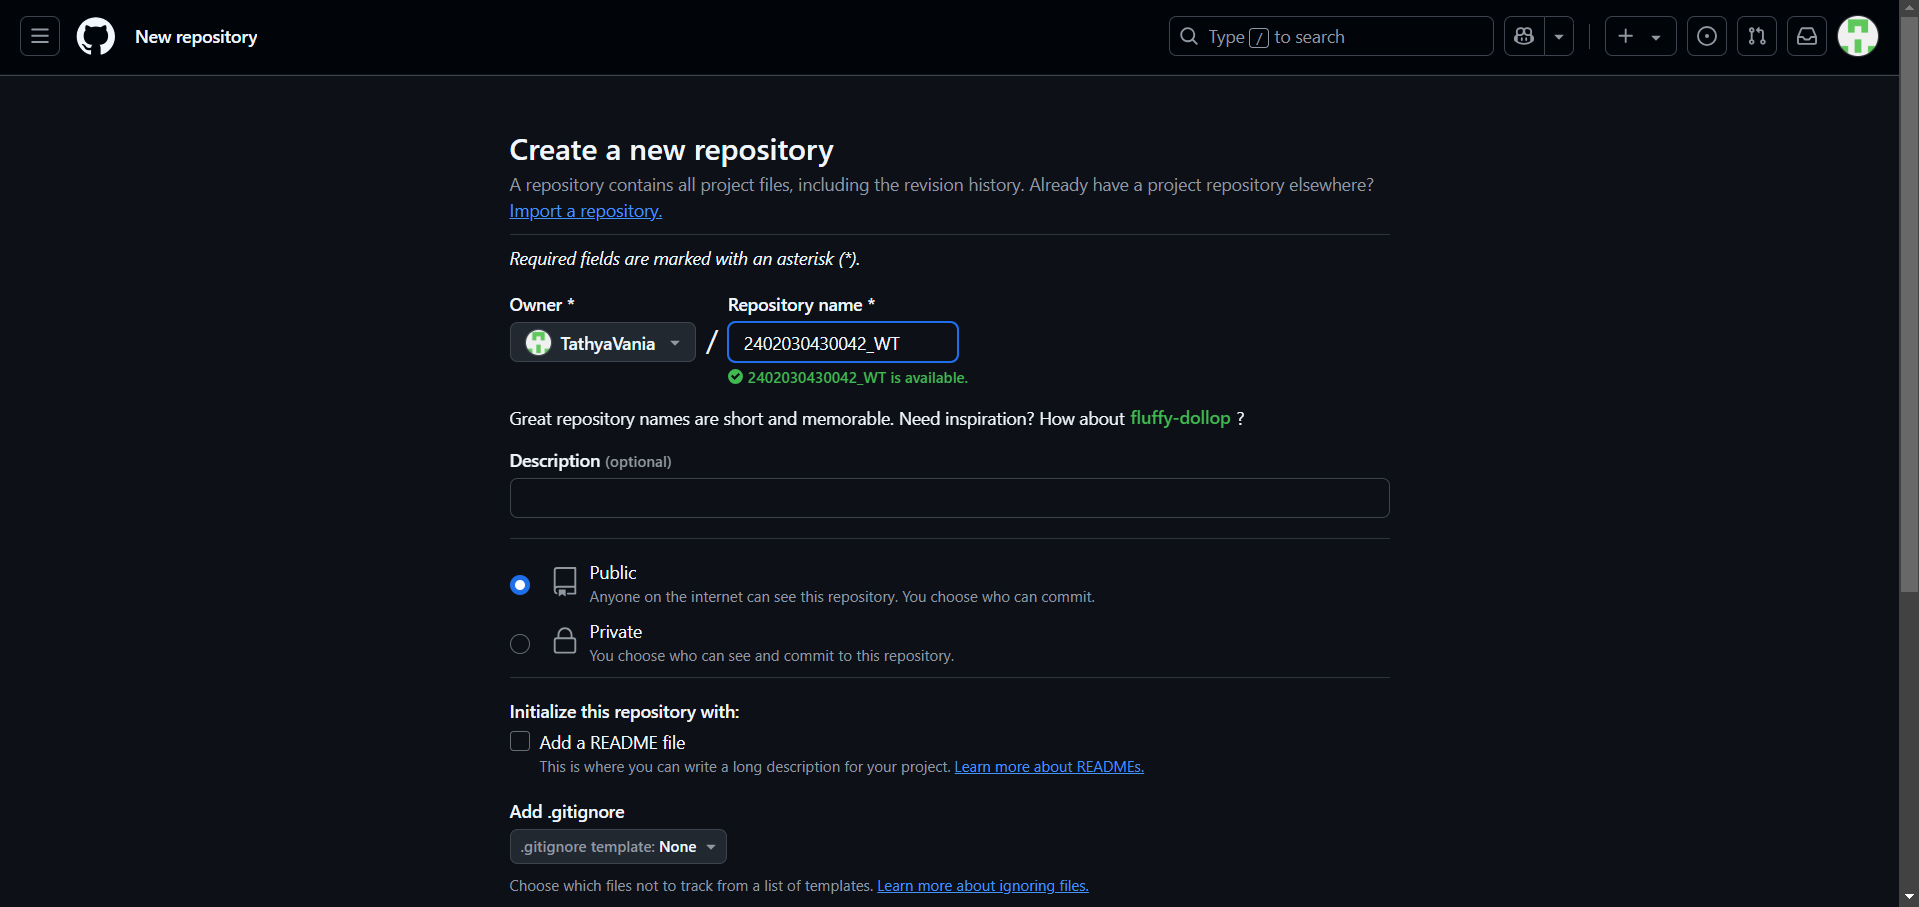 New repository
Type / to search
Create a new repository
A repository contains all project files, including the revision history. Already have a project repository elsewhere?
Import a repository.
Required fields are marked with an asterisk (*).
Owner *
Repository name *
TathyaVania
/
2402030430042_WT
2402030430042_WT is available.
Great repository names are short and memorable. Need inspiration? How about fluffy-dollop ?
Description (optional)
Public
Anyone on the internet can see this repository. You choose who can commit.
Private
You choose who can see and commit to this repository.
Initialize this repository with:
Add a README file
This is where you can write a long description for your project. Learn more about READMEs.
Add .gitignore
.gitignore template: None
Choose which files not to track from a list of templates. Learn more about ignoring files.